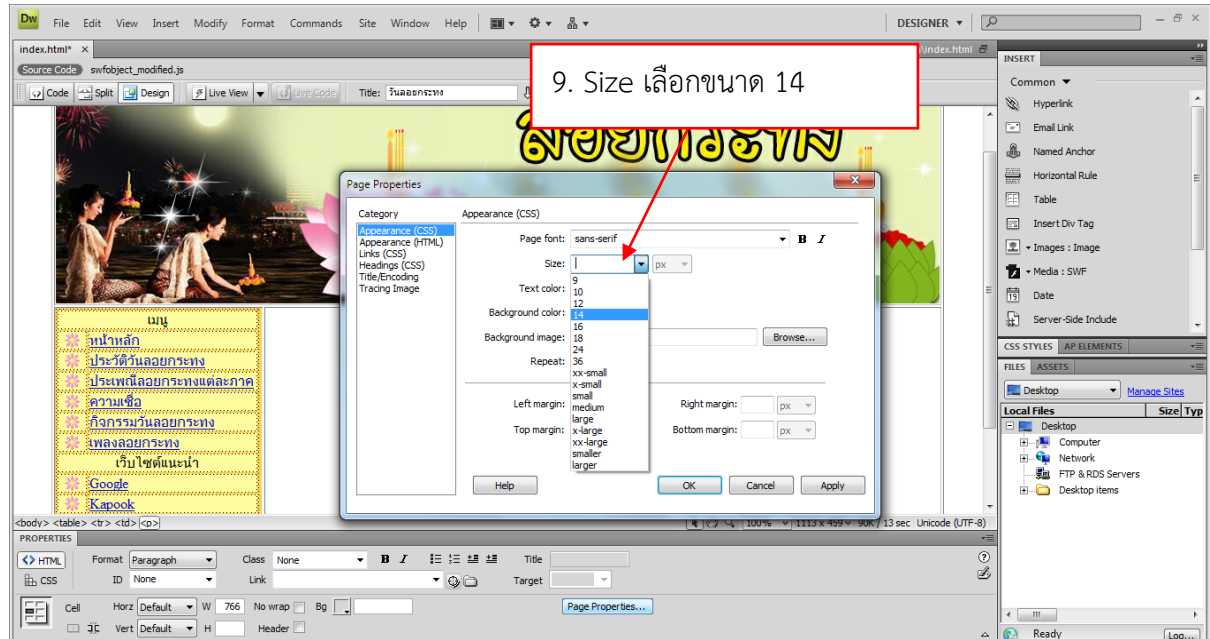 Dw File Edit View Insert Modify Format Commands Site Window Help DESIGNER
index.html* × \index.html
Source Code swfobject_modified.js
Code Split Design Live View Live Code Title: วันลอยกระทง
9. Size เลือกขนาด 14
ลอยกระทง
Page Properties
Category
Appearance (CSS)
Appearance (HTML)
Links (CSS)
Headings (CSS)
Title/Encoding
Tracing Image
Appearance (CSS)
Page font: sans-serif B I
Size: px
Text color:
Background color:
Background image: Browse...
Repeat:
9
10
12
14
16
18
24
36
xx-small
x-small
small
medium
large
x-large
xx-large
smaller
larger
Left margin: Right margin: px
Top margin: Bottom margin: px
Help OK Cancel Apply
เมนู
หน้าหลัก
ประวัติวันลอยกระทง
ประเพณีลอยกระทงแต่ละภาค
ความเชื่อ
กิจกรรมวันลอยกระทง
เพลงลอยกระทง
เว็บไซต์แนะนำ
Google
Kapook
<body> <table> <tr> <td> <p> 100% 1113 x 459 90K / 13 sec Unicode (UTF-8)
PROPERTIES
HTML Format Paragraph Class None B I Title
CSS ID None Link Target
Cell Horz Default W 766 No wrap Bg Page Properties...
Vert Default H Header
INSERT
Common
Hyperlink
Email Link
Named Anchor
Horizontal Rule
Table
Insert Div Tag
Images : Image
Media : SWF
19 Date
Server-Side Include
CSS STYLES AP ELEMENTS
FILES ASSETS
Desktop Manage Sites
Local Files Size Typ
Desktop
Computer
Network
FTP & RDS Servers
Desktop items
Ready Log...